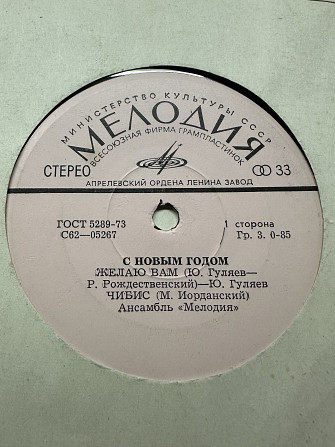 МИНИСТЕРСТВО КУЛЬТУРЫ СССР
МЕЛОДИЯ
ВСЕСОЮЗНАЯ ФИРМА ГРАМПЛАСТИНОК
СТЕРЕО 33
АПРЕЛЕВСКИЙ ОРДЕНА ЛЕНИНА ЗАВОД
ГОСТ 5289-73 1 сторона
С62—05267 Гр. 3. 0-85
С НОВЫМ ГОДОМ
ЖЕЛАЮ ВАМ (Ю. Гуляев—
Р. Рождественский)—Ю. Гуляев
ЧИБИС (М. Иорданский)
Ансамбль «Мелодия»